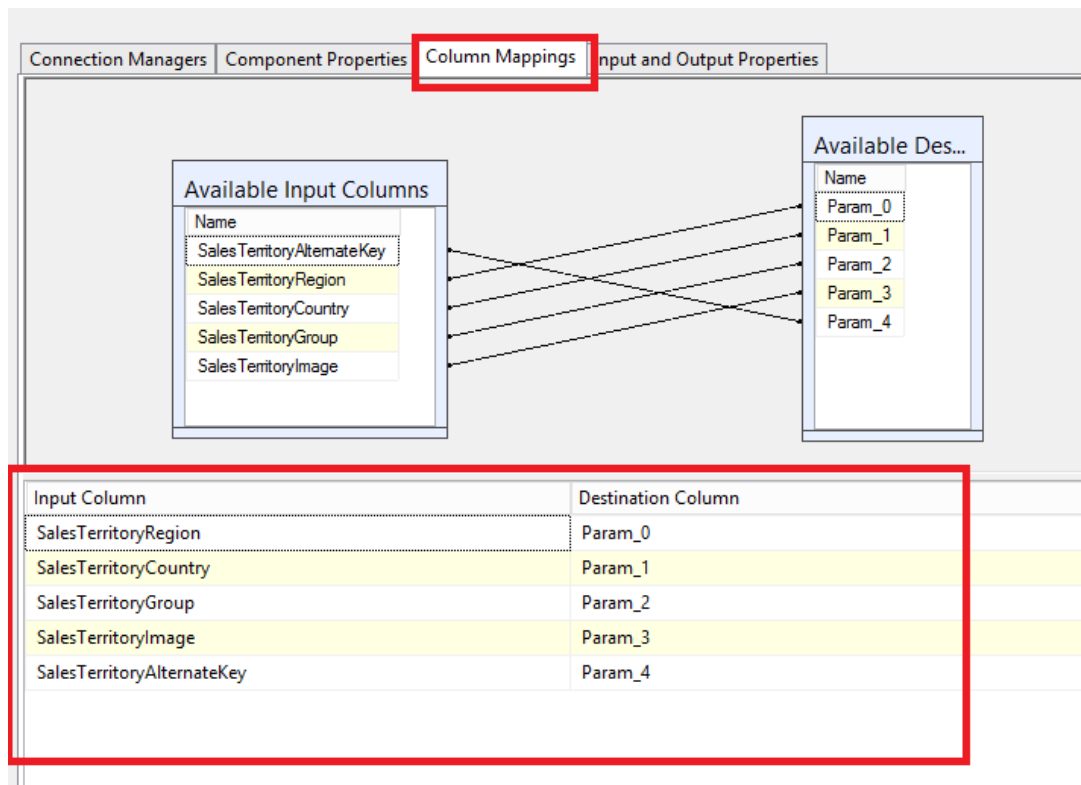 Connection Managers Component Properties Column Mappings Input and Output Properties
Available Input Columns
Name
SalesTerritoryAlternateKey
SalesTerritoryRegion
SalesTerritoryCountry
SalesTerritoryGroup
SalesTerritoryImage
Available Des...
Name
Param_0
Param_1
Param_2
Param_3
Param_4
Input Column Destination Column
SalesTerritoryRegion Param_0
SalesTerritoryCountry Param_1
SalesTerritoryGroup Param_2
SalesTerritoryImage Param_3
SalesTerritoryAlternateKey Param_4